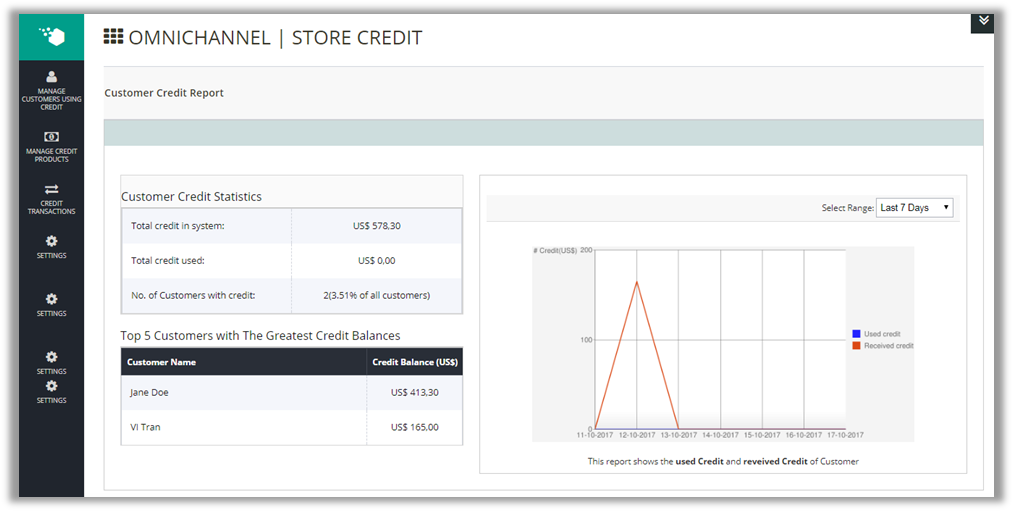 OMNICHANNEL | STORE CREDIT
MANAGE
CUSTOMERS USING
CREDIT
MANAGE CREDIT
PRODUCTS
CREDIT
TRANSACTIONS
SETTINGS
SETTINGS
SETTINGS
SETTINGS
Customer Credit Report
Customer Credit Statistics
Total credit in system: US$ 578,30
Total credit used: US$ 0,00
No. of Customers with credit: 2(3.51% of all customers)
Top 5 Customers with The Greatest Credit Balances
Customer Name Credit Balance (US$)
Jane Doe US$ 413,30
VI Tran US$ 165,00
Select Range: Last 7 Days
# Credit(US$) 200
100
0
Used credit
Received credit
11-10-2017 12-10-2017 13-10-2017 14-10-2017 15-10-2017 16-10-2017 17-10-2017
This report shows the used Credit and reveived Credit of Customer